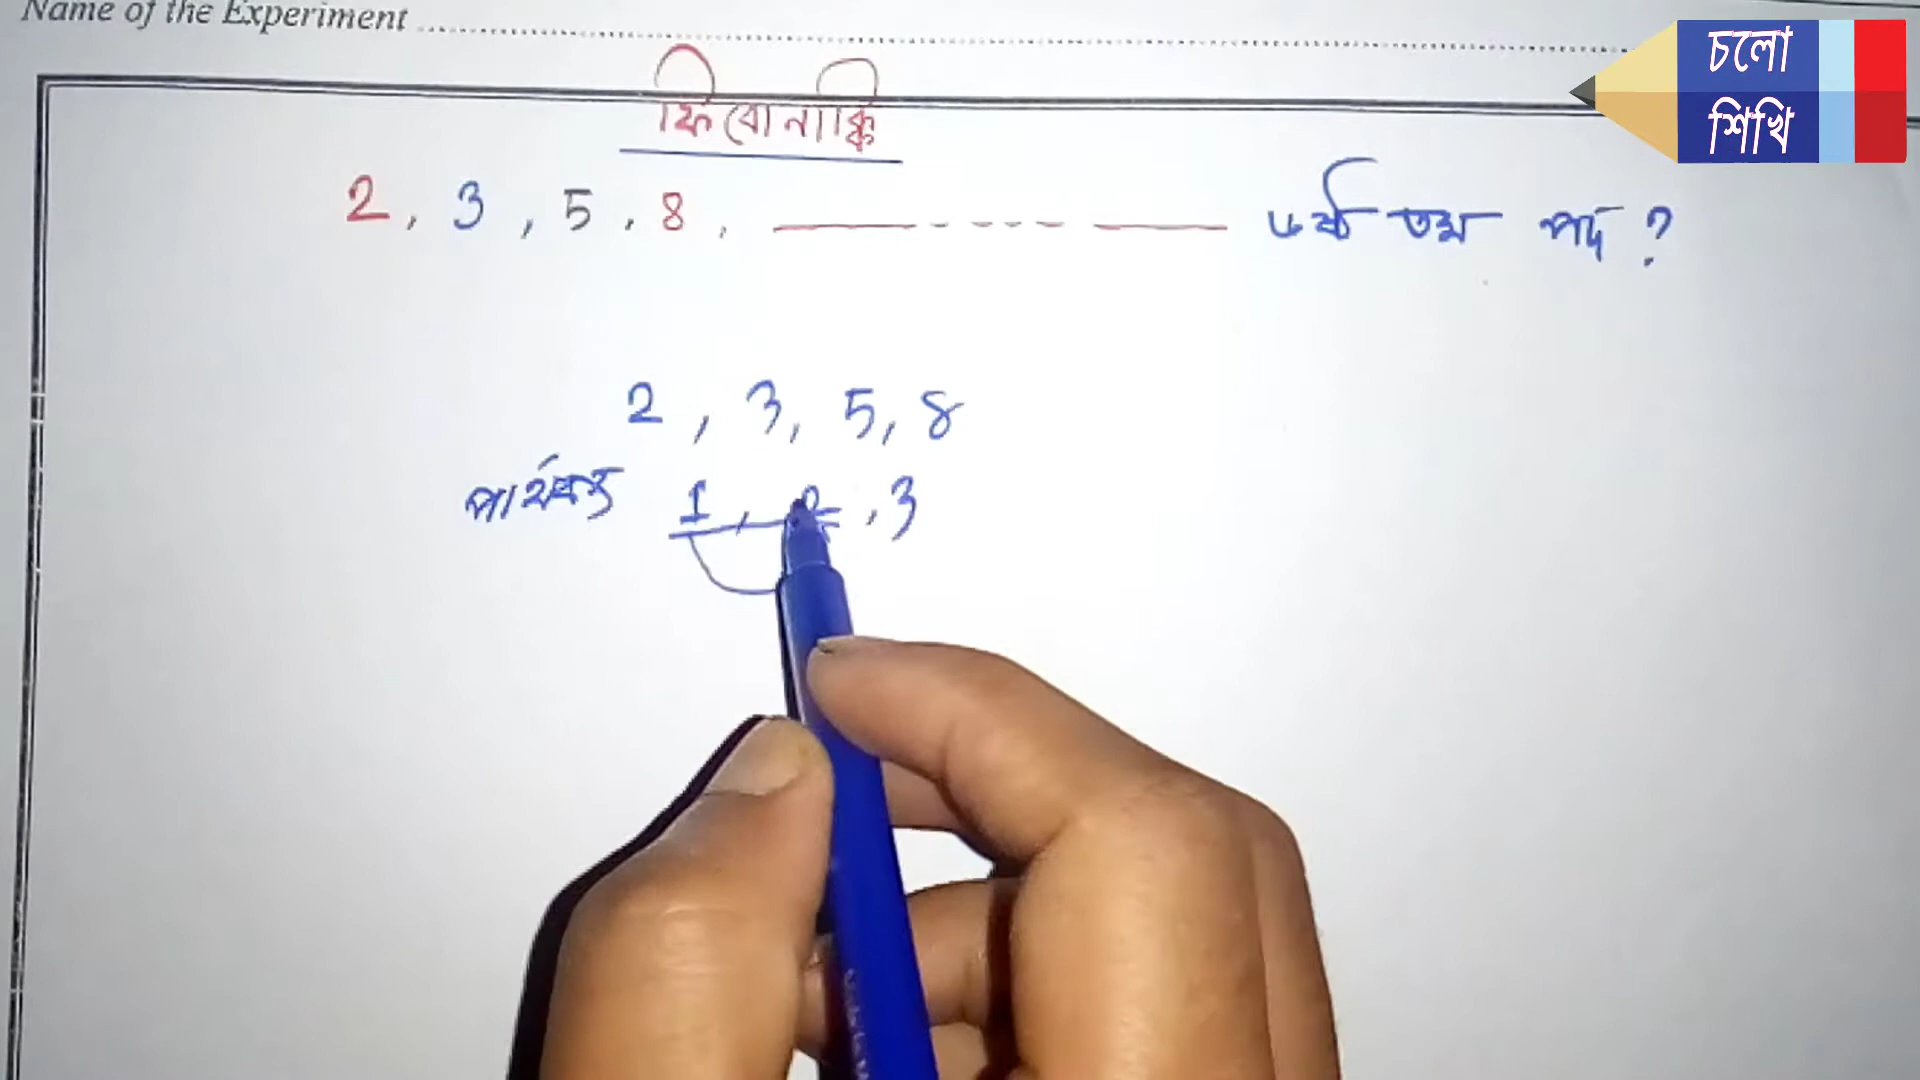 Name of the Experiment
চলো
শিখি
ফিবোনাক্কি
2, 3, 5, 8, ৬ষ্ঠ তম পদ ?
2, 3, 5, 8
পার্থক্য 1, 2, 3